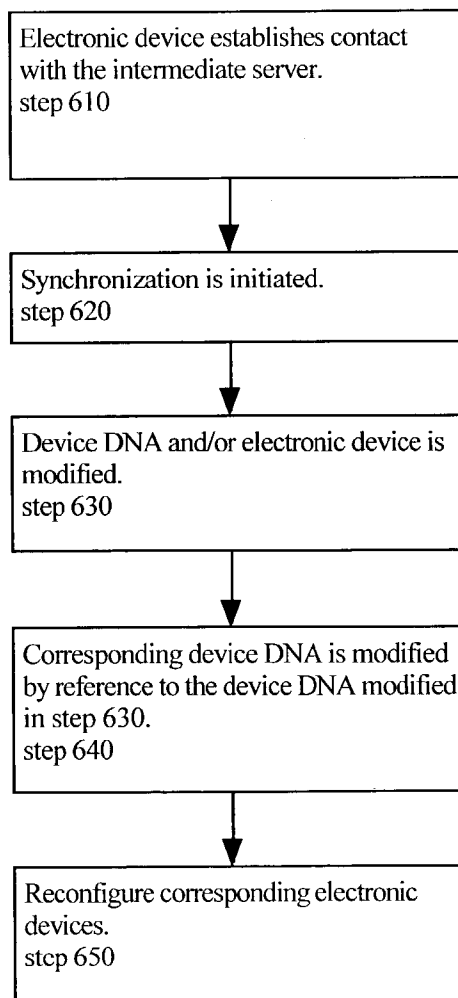 Electronic device establishes contact
with the intermediate server.
step 610
Synchronization is initiated.
step 620
Device DNA and/or electronic device is
modified.
step 630
Corresponding device DNA is modified
by reference to the device DNA modified
in step 630.
step 640
Reconfigure corresponding electronic
devices.
step 650